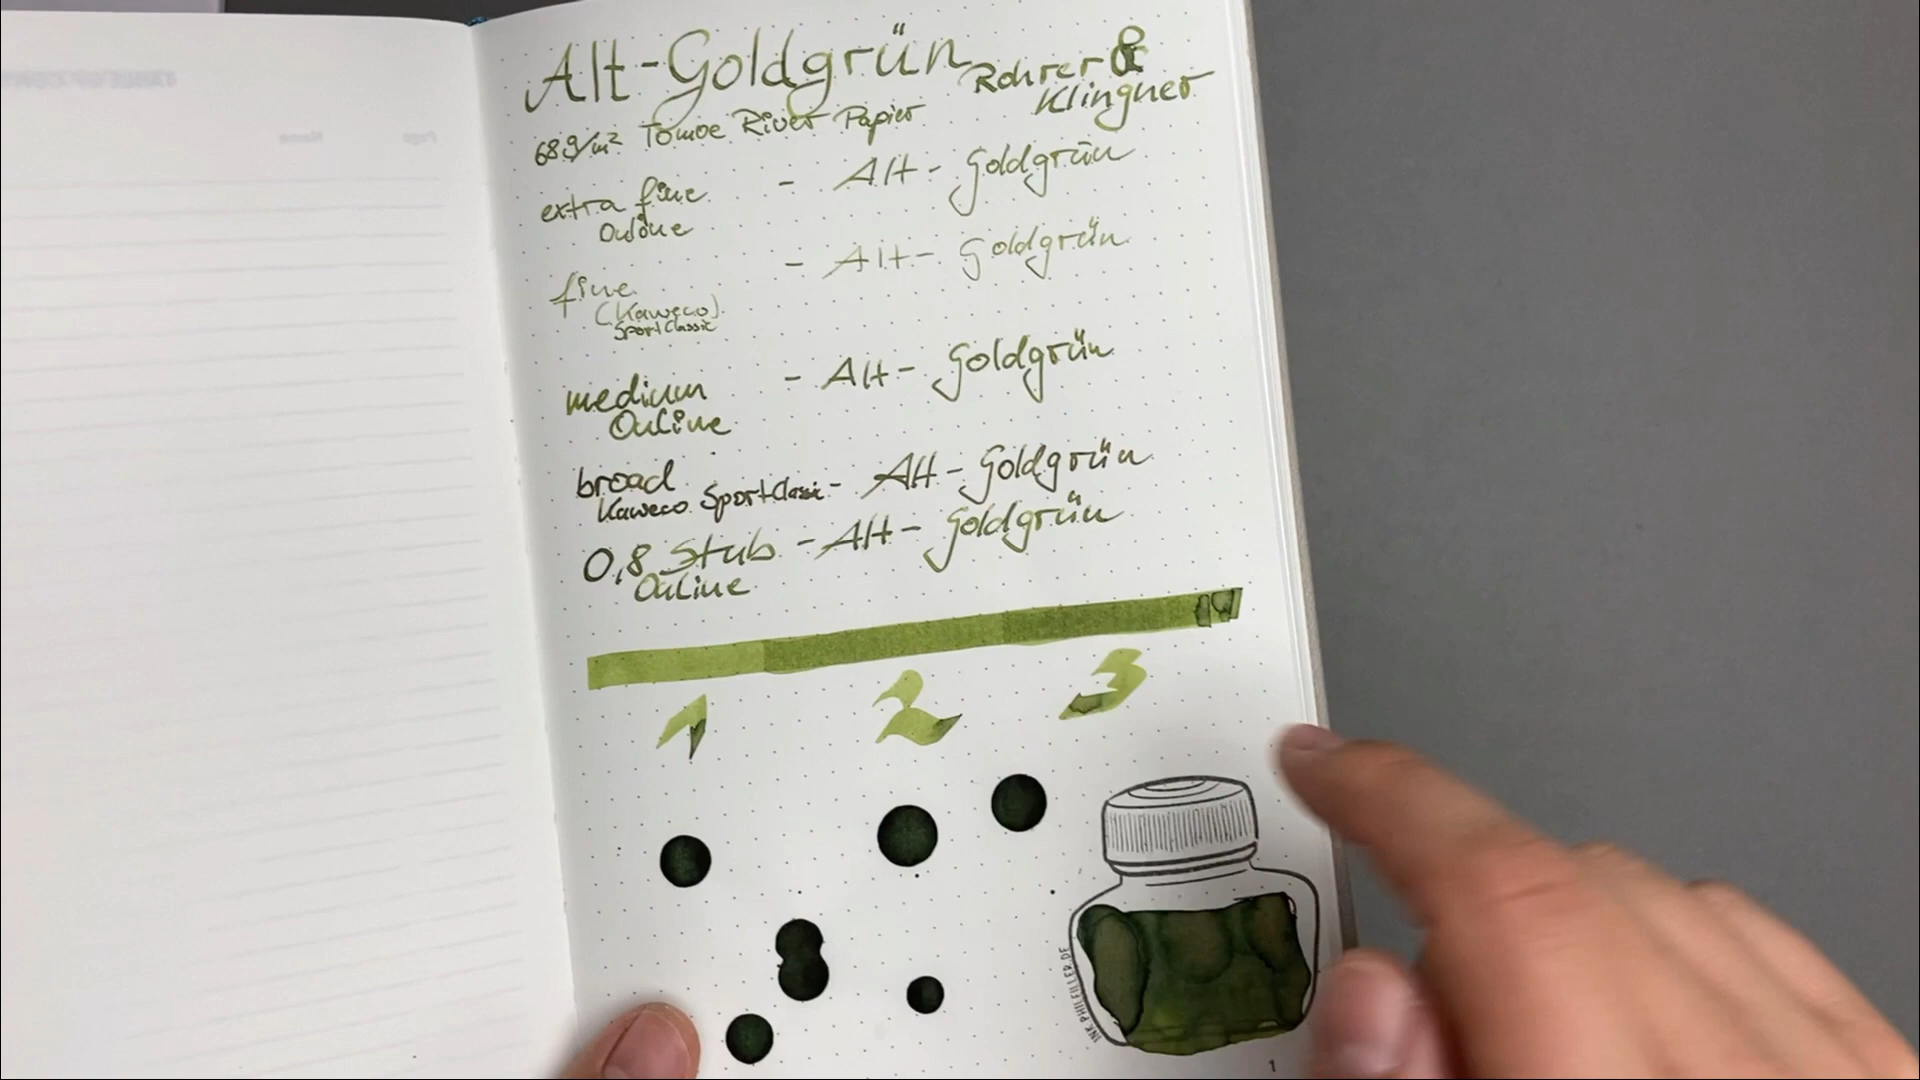 Alt-Goldgrün Rohrer &
Klingner
68g/m² Tomoe River Papier
extra fine - Alt-Goldgrün
Online
fine - Alt-Goldgrün
(Kaweco)
Sport Classic
medium - Alt-Goldgrün
Online
broad
Kaweco Sport Classic - Alt-Goldgrün
0,8 Stub - Alt-Goldgrün
Online
1 2 3
INK.PHILFILLER.DE
1
Page Name